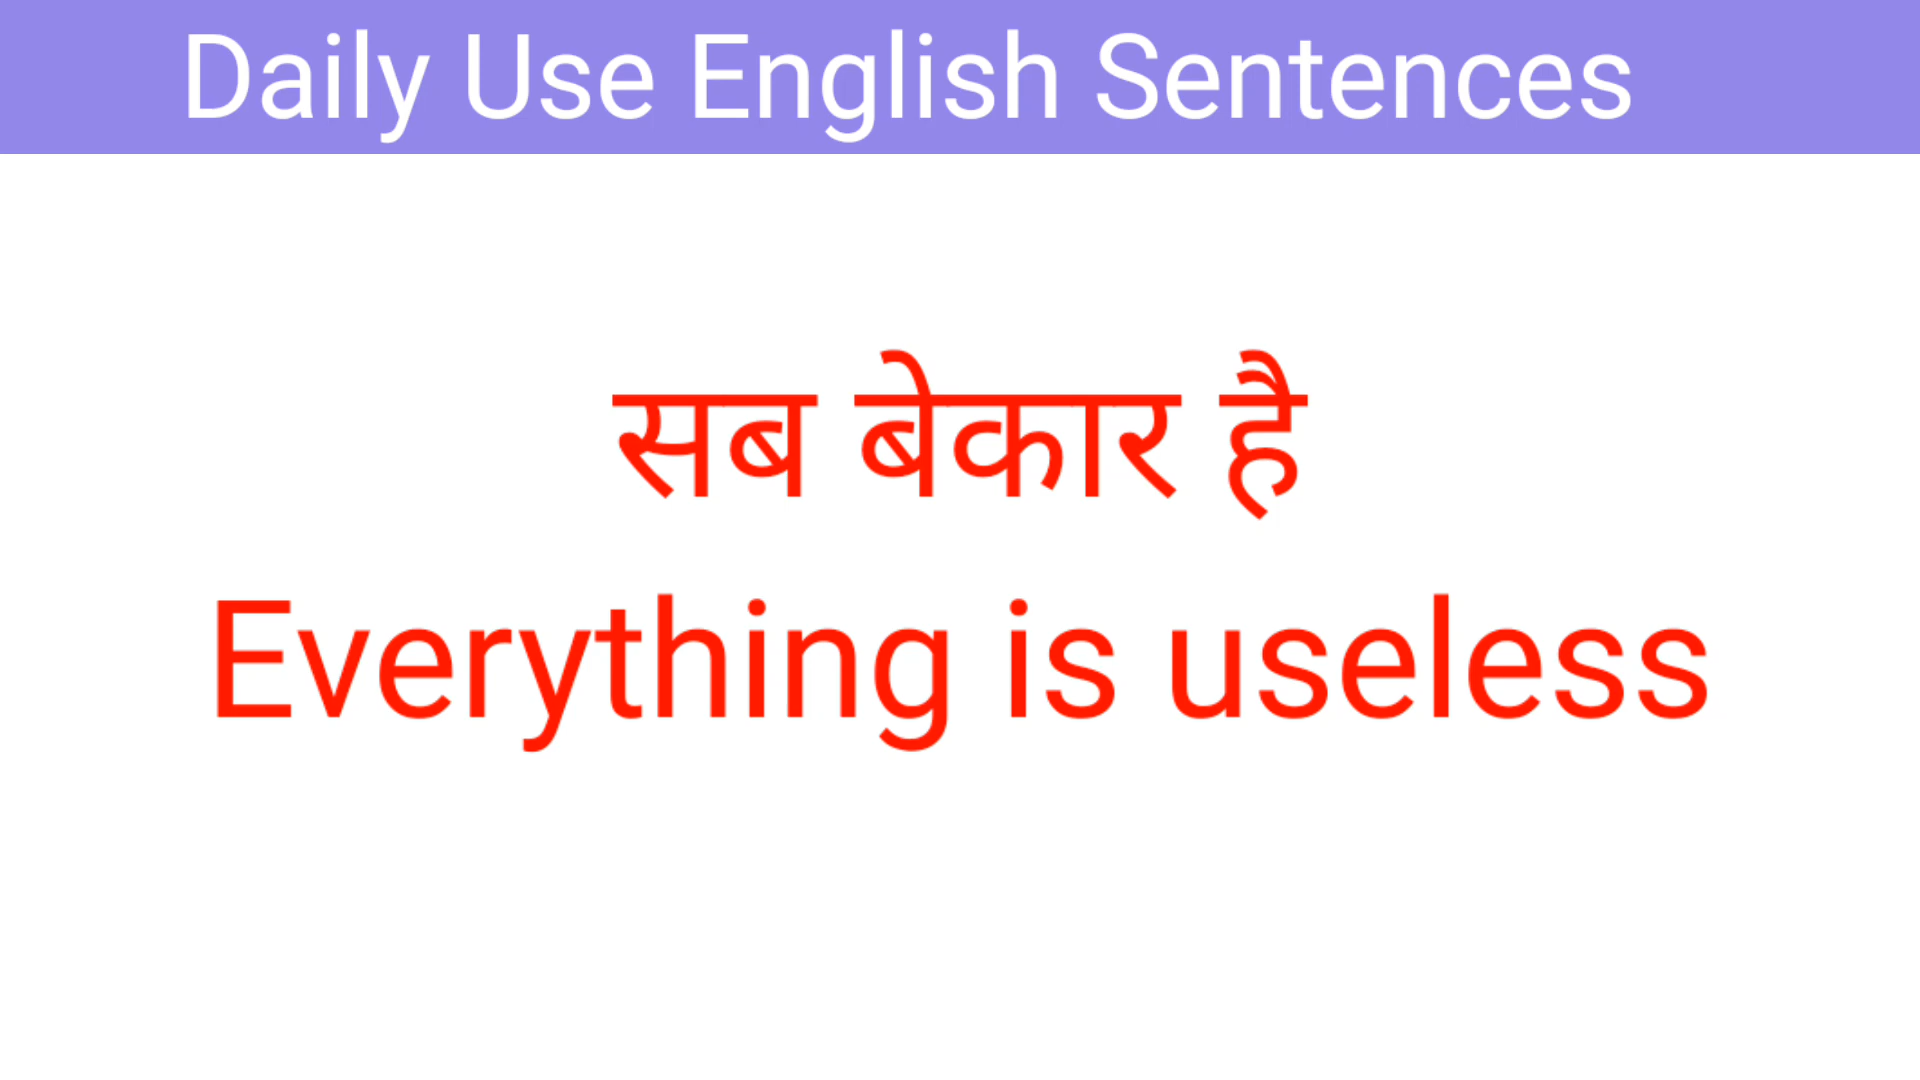 Daily Use English Sentences
सब बेकार है
Everything is useless